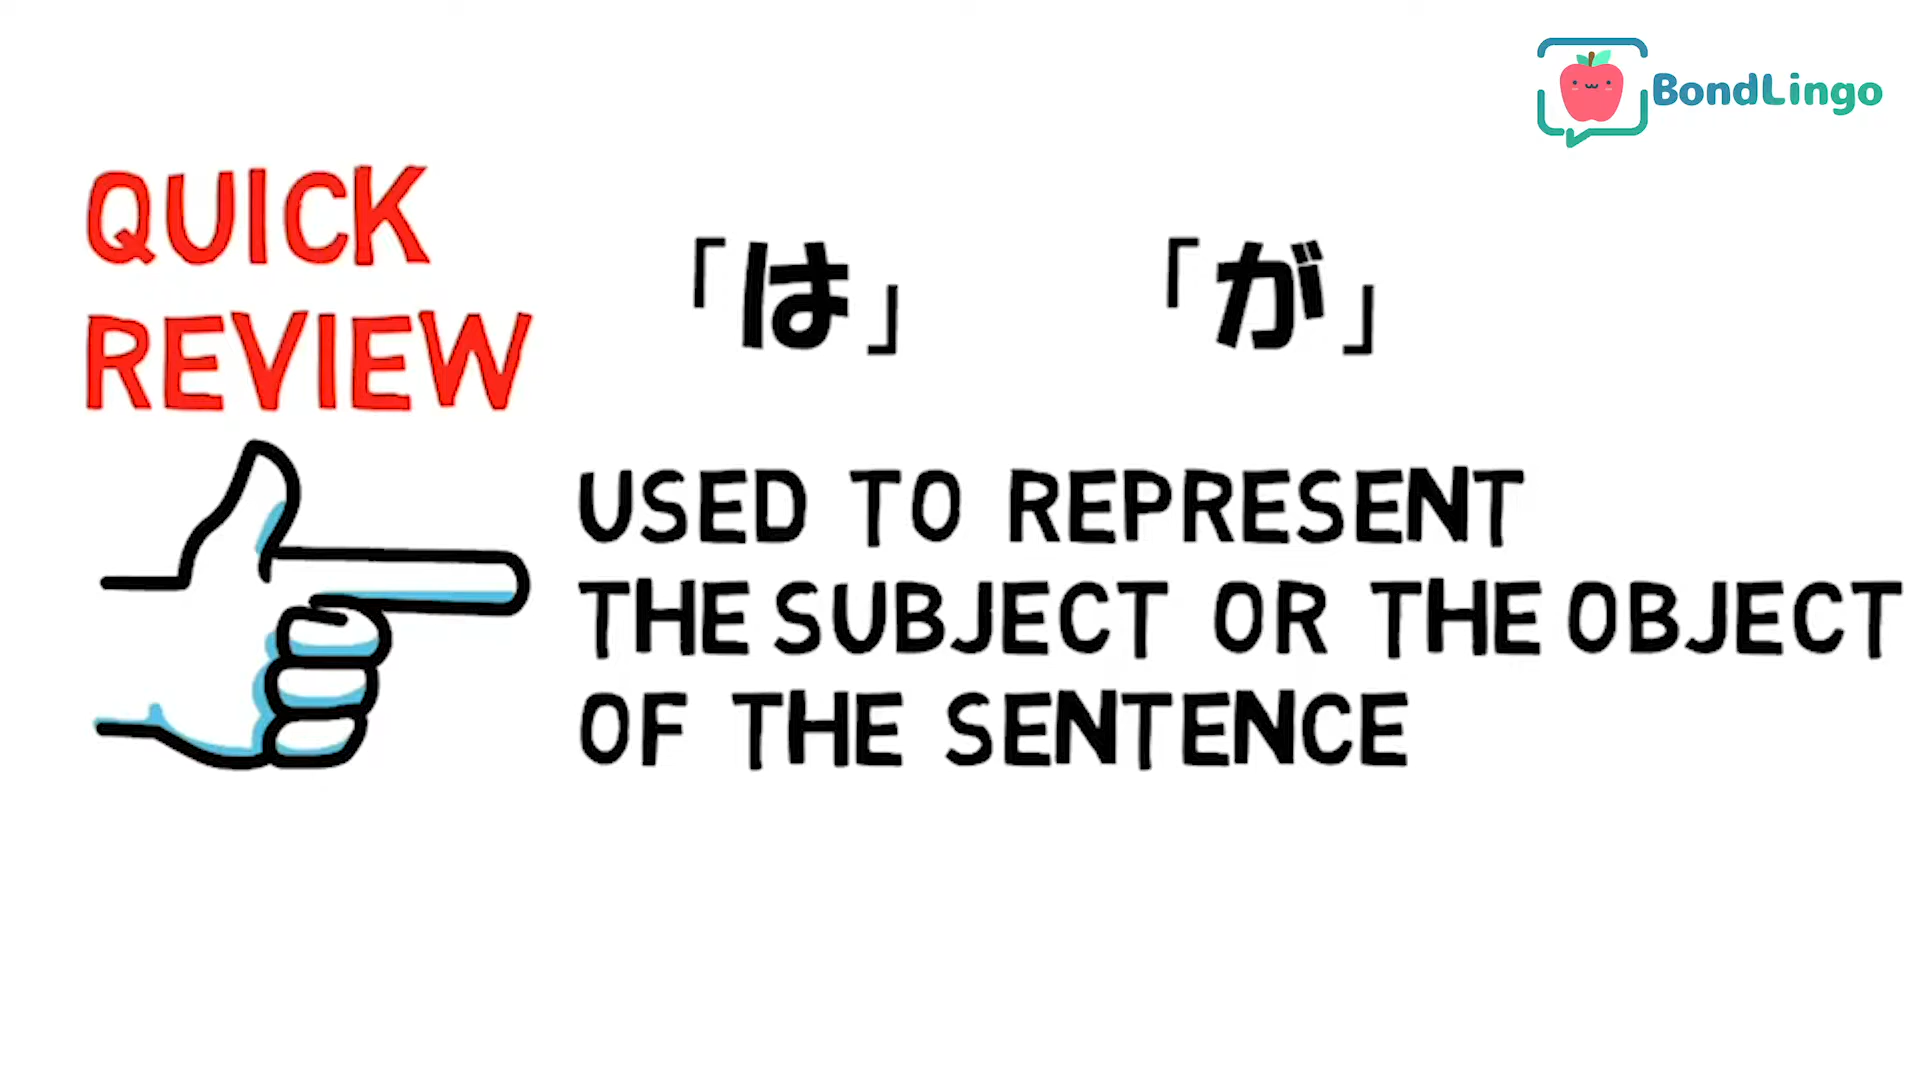 BondLingo
QUICK
REVIEW
「は」 「が」
USED TO REPRESENT
THE SUBJECT OR THE OBJECT
OF THE SENTENCE